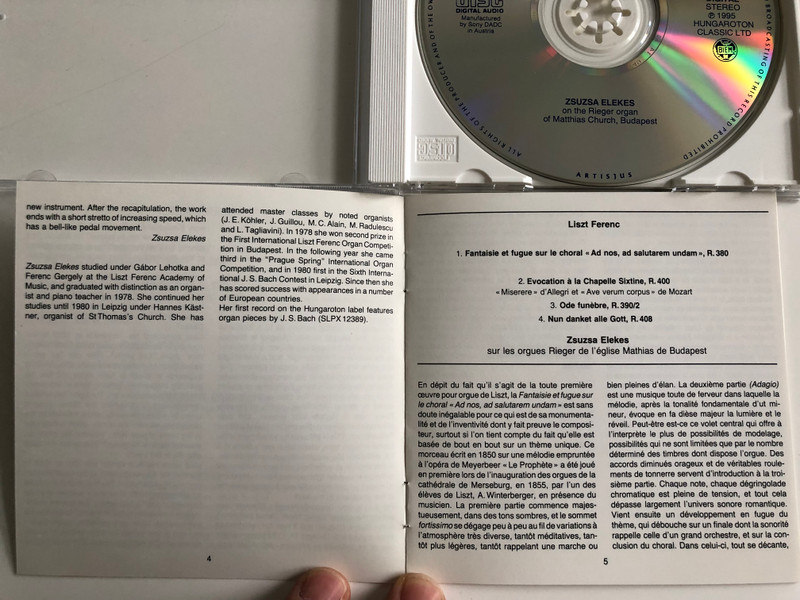 DIGITAL AUDIO
Manufactured
by Sony DADC
in Austria
STEREO
℗ 1995
HUNGAROTON
CLASSIC LTD
BIEM
ZSUZSA ELEKES
on the Rieger organ
of Matthias Church, Budapest
ALL RIGHTS OF THE PRODUCER AND OF THE
BROADCASTING OF THIS RECORD PROHIBITED
ARTISJUS
new instrument. After the recapitulation, the work
ends with a short stretto of increasing speed, which
has a bell-like pedal movement.
Zsuzsa Elekes
Zsuzsa Elekes studied under Gábor Lehotka and
Ferenc Gergely at the Liszt Ferenc Academy of
Music, and graduated with distinction as an organ-
ist and piano teacher in 1978. She continued her
studies until 1980 in Leipzig under Hannes Käst-
ner, organist of St Thomas's Church. She has
attended master classes by noted organists
(J. E. Köhler, J. Guillou, M. C. Alain, M. Radulescu
and L. Tagliavini). In 1978 she won second prize in
the First International Liszt Ferenc Organ Competi-
tion in Budapest. In the following year she came
third in the "Prague Spring" International Organ
Competition, and in 1980 first in the Sixth Interna-
tional J. S. Bach Contest in Leipzig. Since then she
has scored success with appearances in a number
of European countries.
Her first record on the Hungaroton label features
organ pieces by J. S. Bach (SLPX 12389).
4
Liszt Ferenc
1. Fantaisie et fugue sur le choral « Ad nos, ad salutarem undam », R. 380
2. Evocation à la Chapelle Sixtine, R. 400
« Miserere » d'Allegri et « Ave verum corpus » de Mozart
3. Ode funèbre, R. 390/2
4. Nun danket alle Gott, R. 408
Zsuzsa Elekes
sur les orgues Rieger de l'église Mathias de Budapest
En dépit du fait qu'il s'agit de la toute première
œuvre pour orgue de Liszt, la Fantaisie et fugue sur
le choral « Ad nos, ad salutarem undam » est sans
doute inégalable pour ce qui est de sa monumenta-
lité et de l'inventivité dont y fait preuve le composi-
teur, surtout si l'on tient compte du fait qu'elle est
basée de bout en bout sur un thème unique. Ce
morceau écrit en 1850 sur une mélodie empruntée
à l'opéra de Meyerbeer « Le Prophète » a été joué
en première lors de l'inauguration des orgues de la
cathédrale de Merseburg, en 1855, par l'un des
élèves de Liszt, A. Winterberger, en présence du
musicien. La première partie commence majes-
tueusement, dans des tons sombres, et le sommet
fortissimo se dégage peu à peu au fil de variations à
l'atmosphère très diverse, tantôt méditatives, tan-
tôt plus légères, tantôt rappelant une marche ou
bien pleines d'élan. La deuxième partie (Adagio)
est une musique toute de ferveur dans laquelle la
mélodie, après la tonalité fondamentale d'ut mi-
neur, évoque en fa dièse majeur la lumière et le
réveil. Peut-être est-ce ce volet central qui offre à
l'interprète le plus de possibilités de modelage,
possibilités qui ne sont limitées que par le nombre
déterminé des timbres dont dispose l'orgue. Des
accords diminués orageux et de véritables roule-
ments de tonnerre servent d'introduction à la troi-
sième partie. Chaque note, chaque dégringolade
chromatique est pleine de tension, et tout cela
dépasse largement l'univers sonore romantique.
Vient ensuite un développement en fugue du
thème, qui débouche sur un finale dont la sonorité
rappelle celle d'un grand orchestre, et sur la con-
clusion du choral. Dans celui-ci, tout se décante,
5